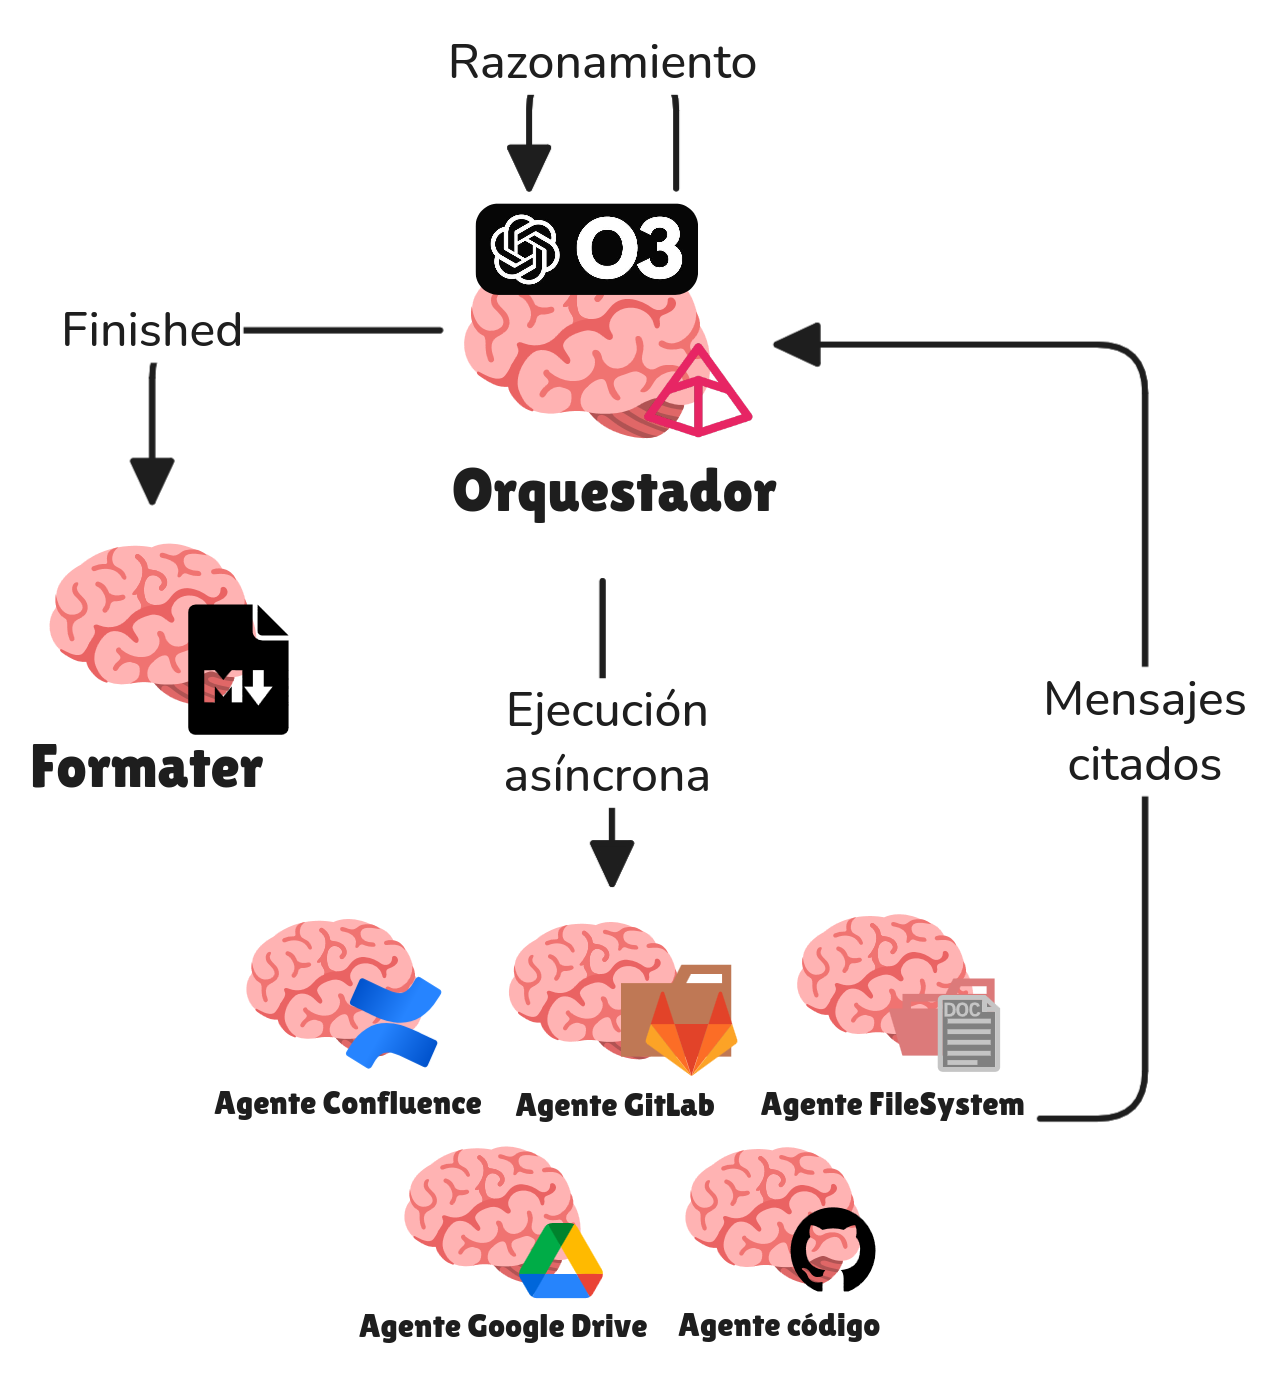 Razonamiento
O3
Finished
Orquestador
Ejecución
asíncrona
Mensajes
citados
M
Formater
DOC
Agente Confluence
Agente GitLab
Agente FileSystem
Agente Google Drive
Agente código